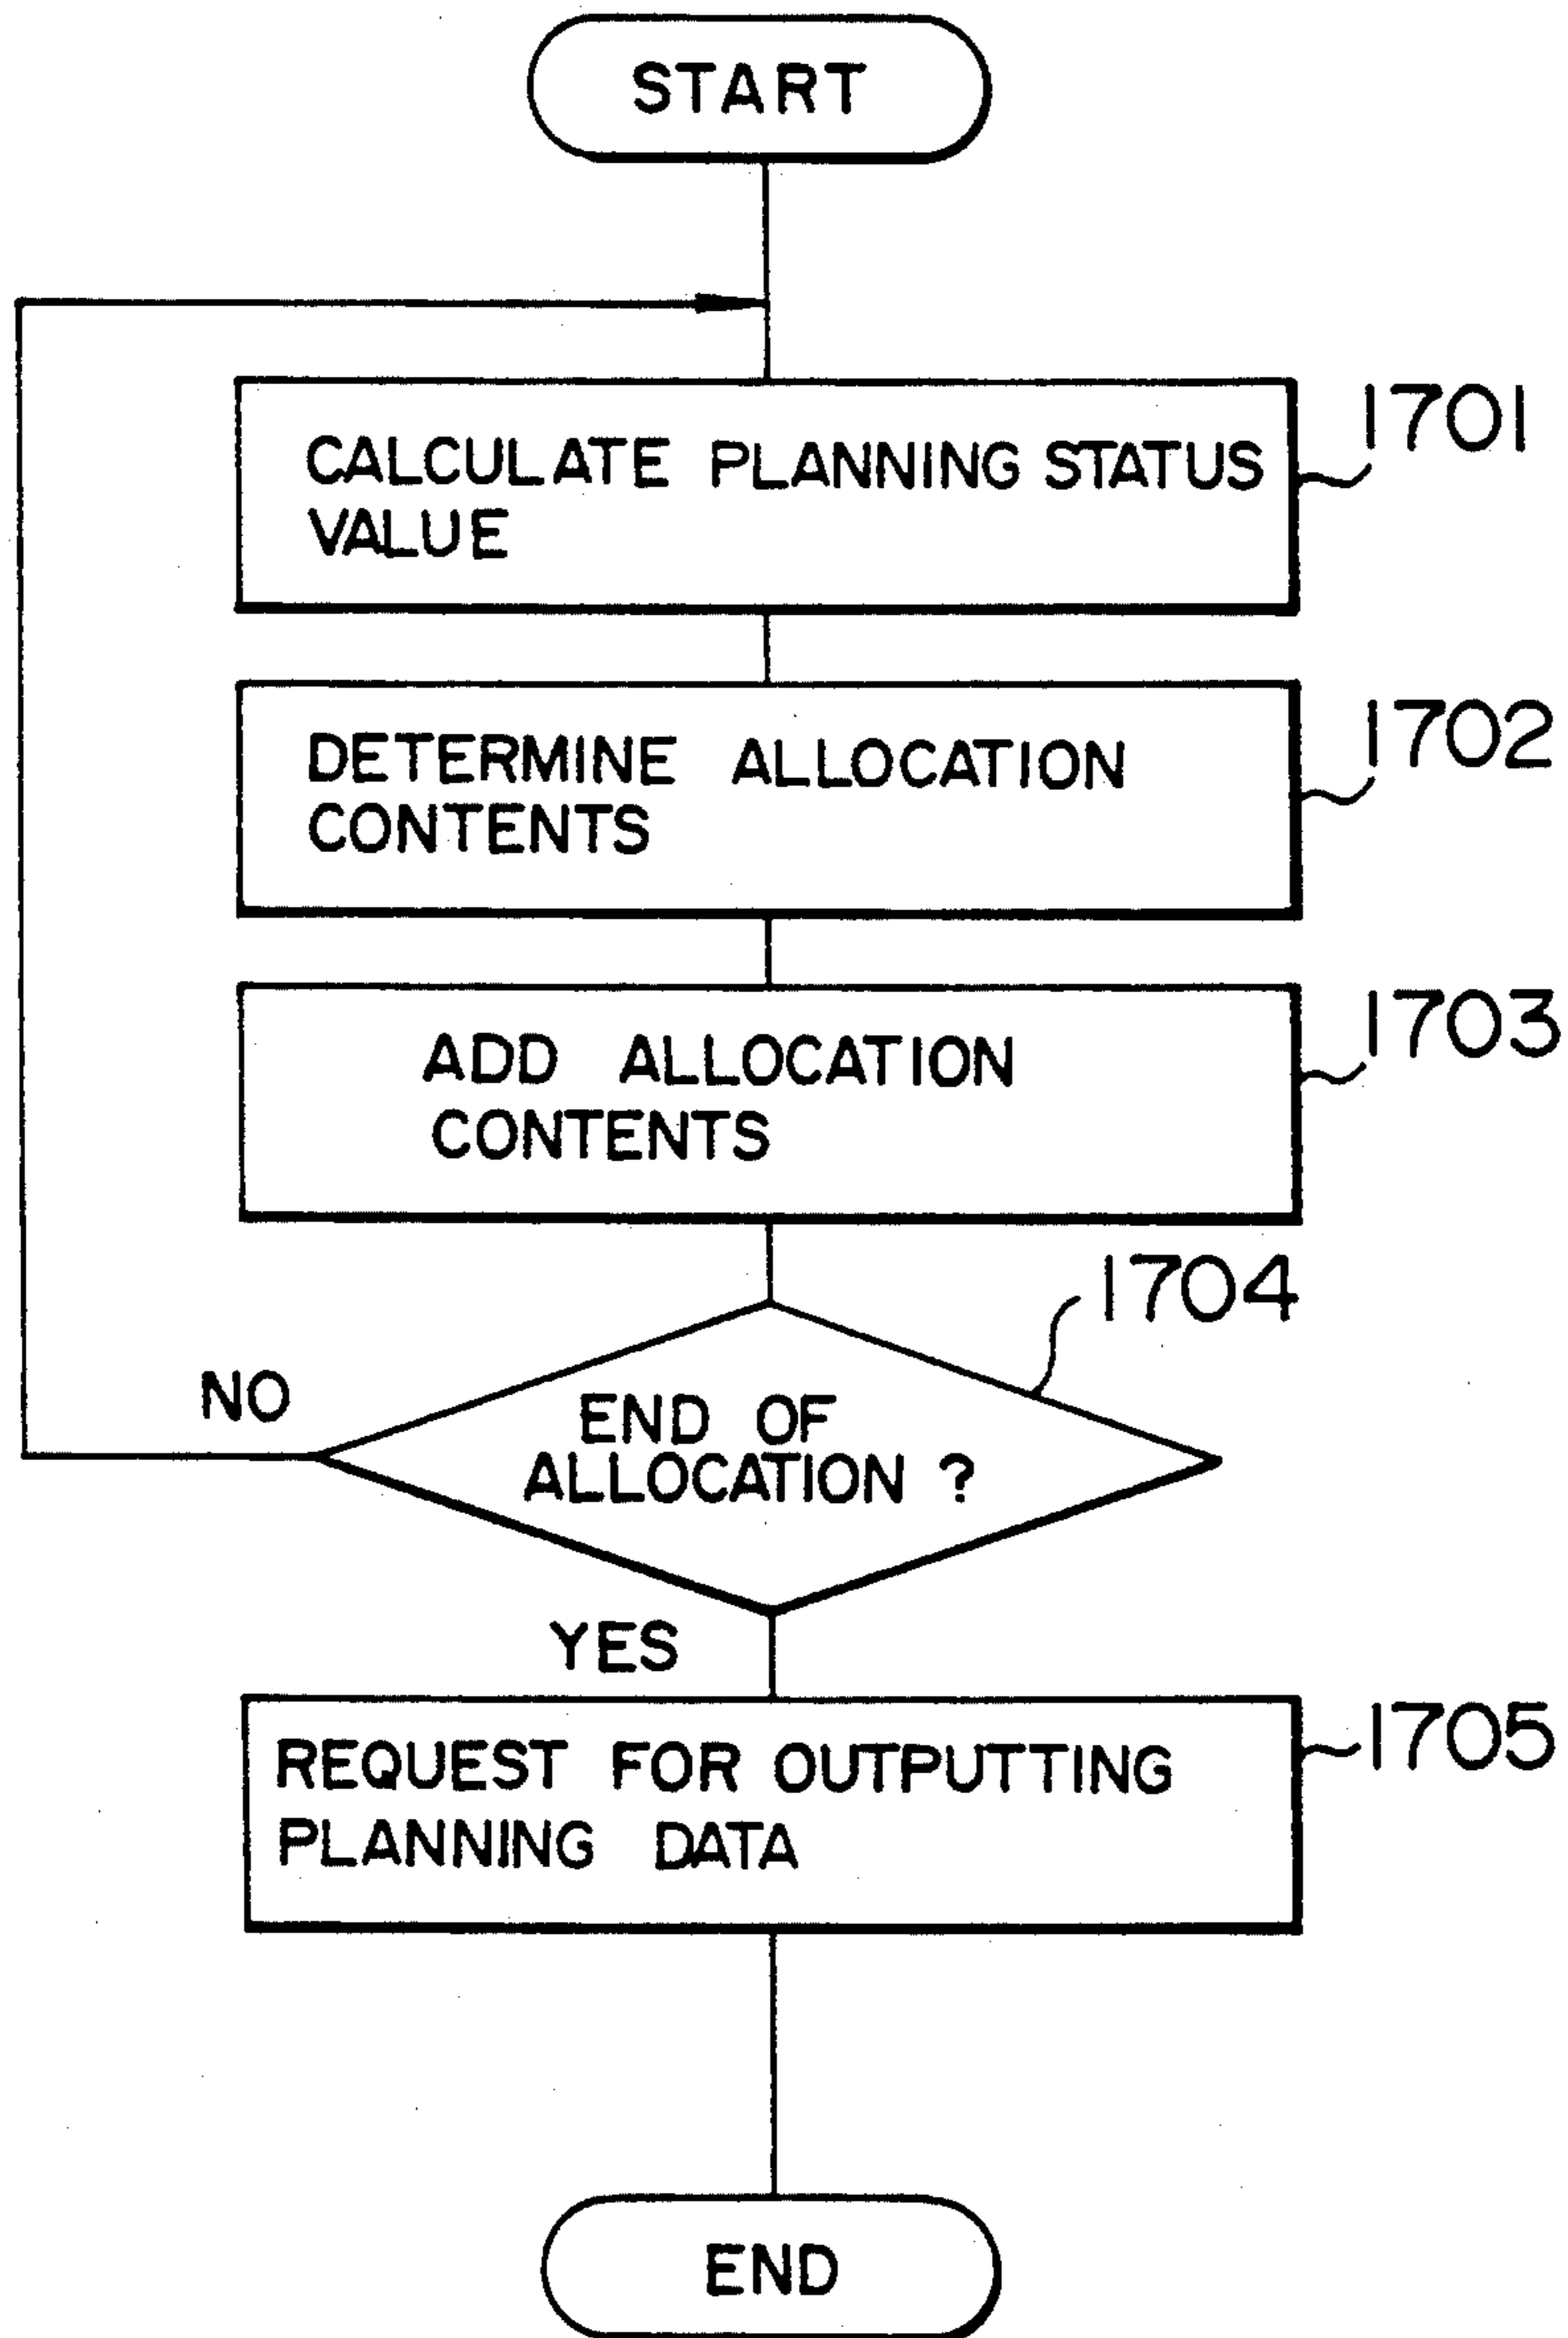 START
1701
CALCULATE PLANNING STATUS
VALUE
1702
DETERMINE ALLOCATION
CONTENTS
1703
ADD ALLOCATION
CONTENTS
1704
NO
END OF
ALLOCATION ?
YES
1705
REQUEST FOR OUTPUTTING
PLANNING DATA
END